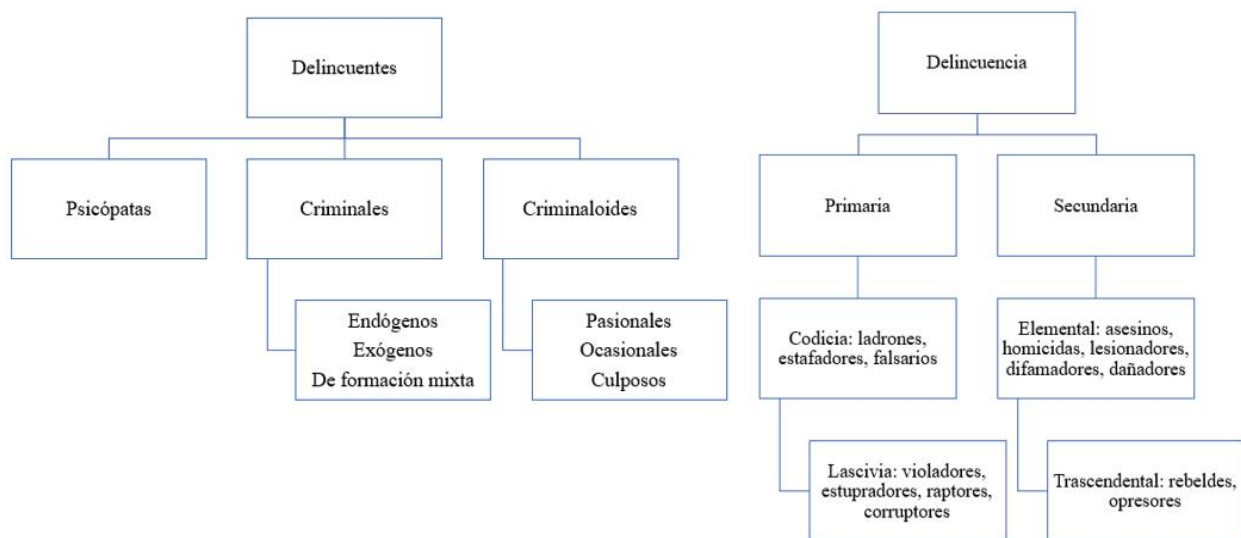 Delincuentes
Psicópatas
Criminales
Criminaloides
Endógenos
Exógenos
De formación mixta
Pasionales
Ocasionales
Culposos
Delincuencia
Primaria
Secundaria
Codicia: ladrones,
estafadores, falsarios
Elemental: asesinos,
homicidas, lesionadores,
difamadores, dañadores
Lascivia: violadores,
estupradores, raptores,
corruptores
Trascendental: rebeldes,
opresores